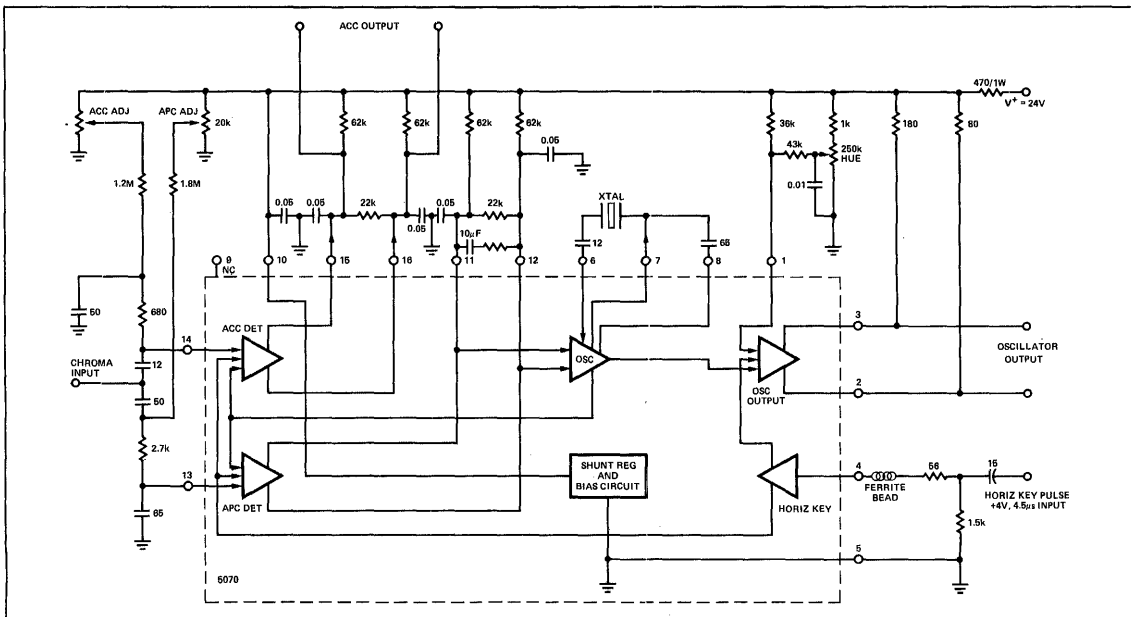 ACC OUTPUT
470/1W
V+ = 24V
ACC ADJ
APC ADJ
20k
62k
62k
62k
62k
36k
1k
180
80
0.05
43k
250k
HUE
0.01
1.2M
1.8M
0.05
0.05
22k
0.05
0.05
22k
XTAL
10μF
12
68
9
NC
10
15
16
11
12
6
7
8
1
50
680
ACC DET
14
CHROMA
INPUT
12
50
OSC
3
OSCILLATOR
OUTPUT
OSC
OUTPUT
2
2.7k
13
APC DET
65
SHUNT REG
AND
BIAS CIRCUIT
HORIZ KEY
4
FERRITE
BEAD
56
15
HORIZ KEY PULSE
+4V, 4.5μs INPUT
1.5k
5
5070